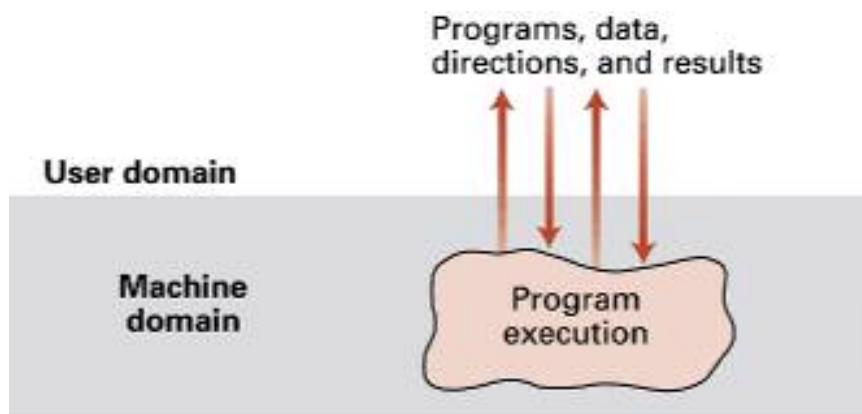 Programs, data,
directions, and results
User domain
Machine
domain
Program
execution